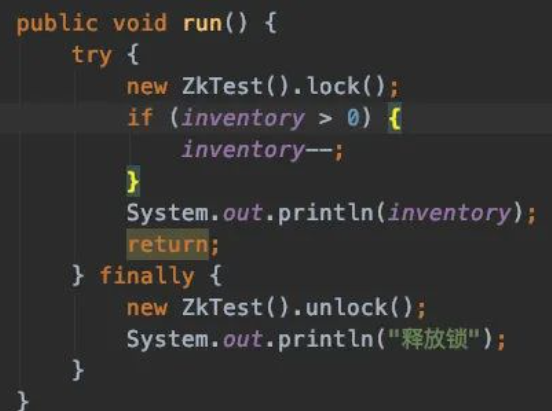 public void run() {
    try {
        new ZkTest().lock();
        if (inventory > 0) {
            inventory--;
        }
        System.out.println(inventory);
        return;
    } finally {
        new ZkTest().unlock();
        System.out.println("释放锁");
    }
}